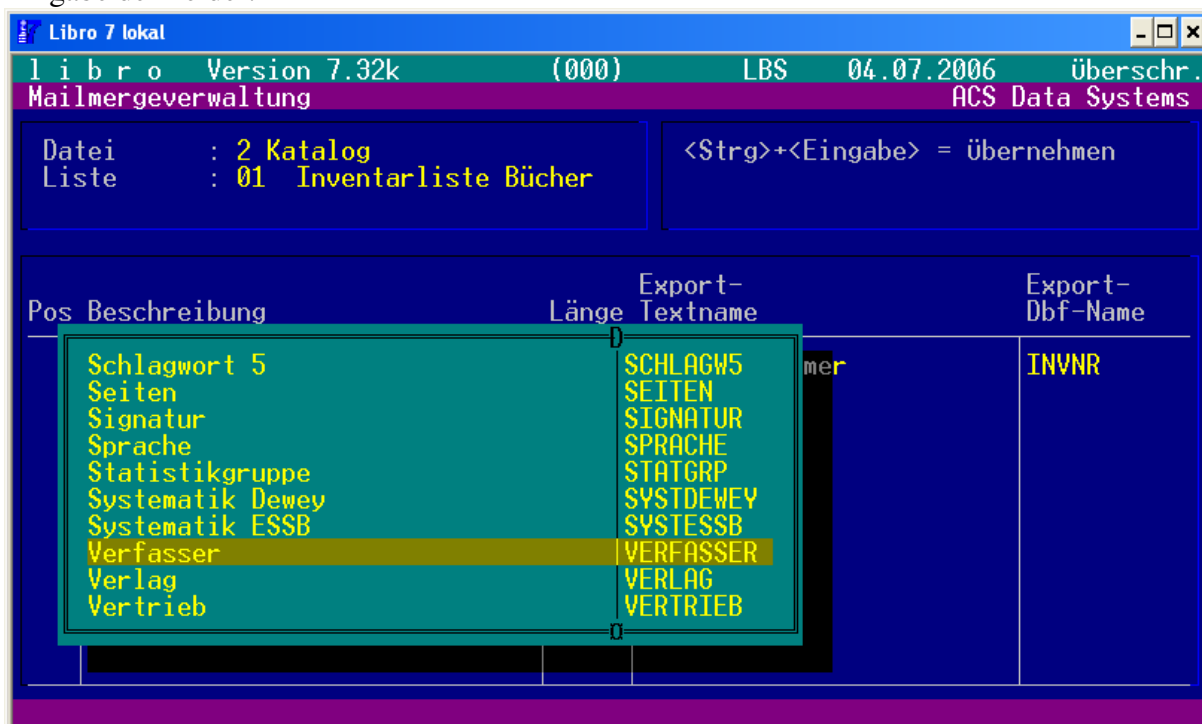 Libro 7 lokal
l i b r o Version 7.32k (000) LBS 04.07.2006 überschr.
Mailmergeverwaltung ACS Data Systems
Datei : 2 Katalog <Strg>+<Eingabe> = übernehmen
Liste : 01 Inventarliste Bücher
Export- Export-
Pos Beschreibung Länge Textname Dbf-Name
Schlagwort 5 SCHLAGW5 mer INVNR
Seiten SEITEN
Signatur SIGNATUR
Sprache SPRACHE
Statistikgruppe STATGRP
Systematik Dewey SYSTDEWEY
Systematik ESSB SYSTESSB
Verfasser VERFASSER
Verlag VERLAG
Vertrieb VERTRIEB